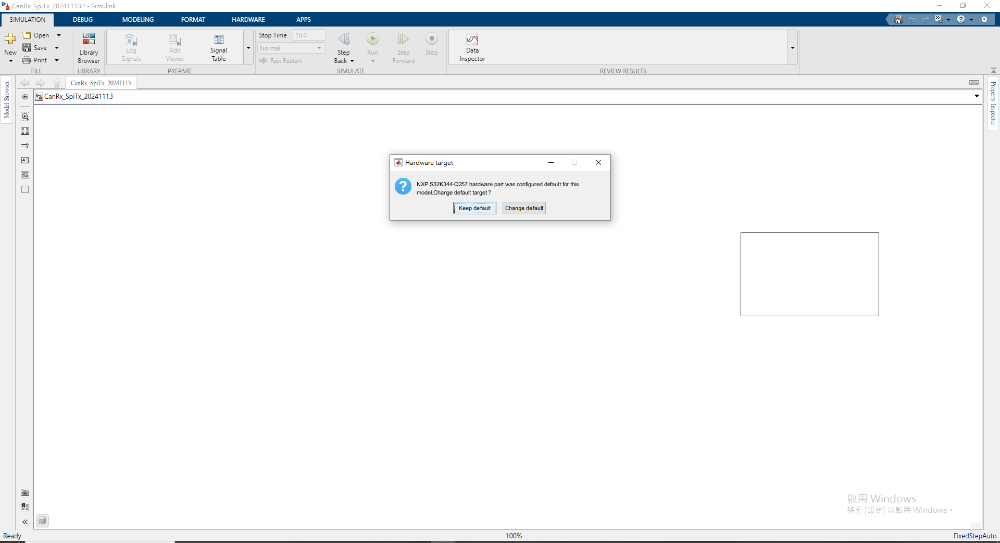 CanRx_SpiTx_20241113 * - Simulink
SIMULATION
DEBUG
MODELING
FORMAT
HARDWARE
APPS
New
Open
Save
Print
FILE
Library
Browser
LIBRARY
Log
Signals
Add
Viewer
Signal
Table
PREPARE
Stop Time
10.0
Normal
Fast Restart
Step
Back
Run
Step
Forward
Stop
SIMULATE
Data
Inspector
REVIEW RESULTS
Model Browser
CanRx_SpiTx_20241113
CanRx_SpiTx_20241113
Property Inspector
Hardware target
NXP S32K344-Q257 hardware part was configured default for this
model.Change default target ?
Keep default
Change default
啟用 Windows
移至 [設定] 以啟用 Windows。
Ready
100%
FixedStepAuto